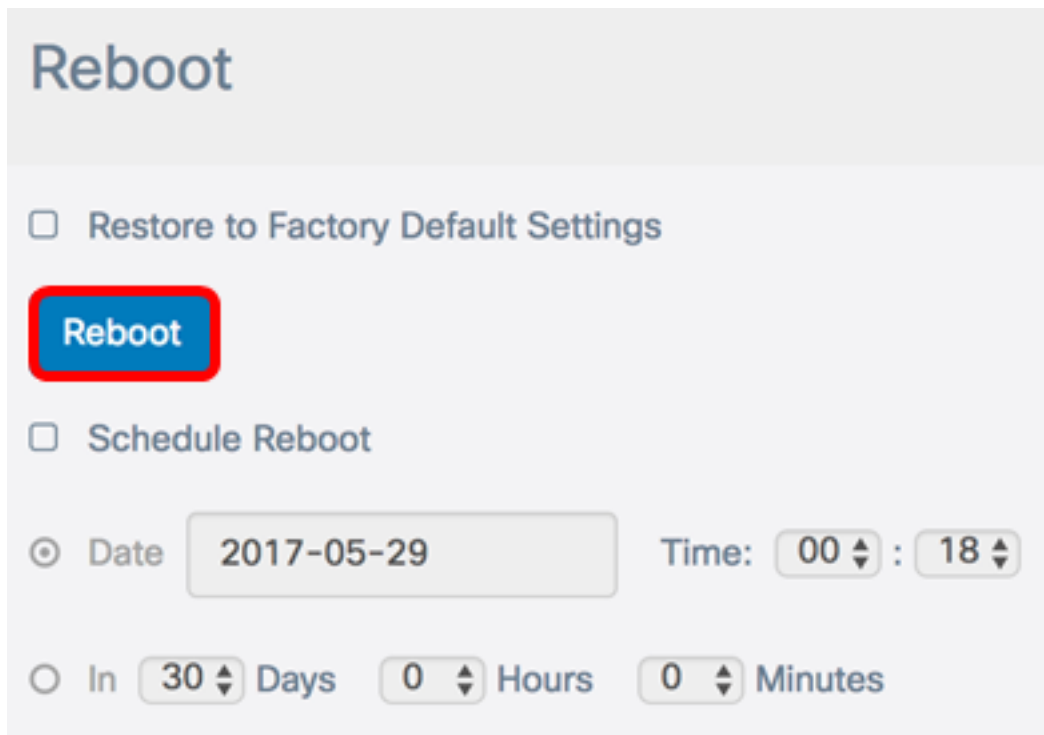 Reboot
Restore to Factory Default Settings
Reboot
Schedule Reboot
Date 2017-05-29 Time: 00 : 18
In 30 Days 0 Hours 0 Minutes